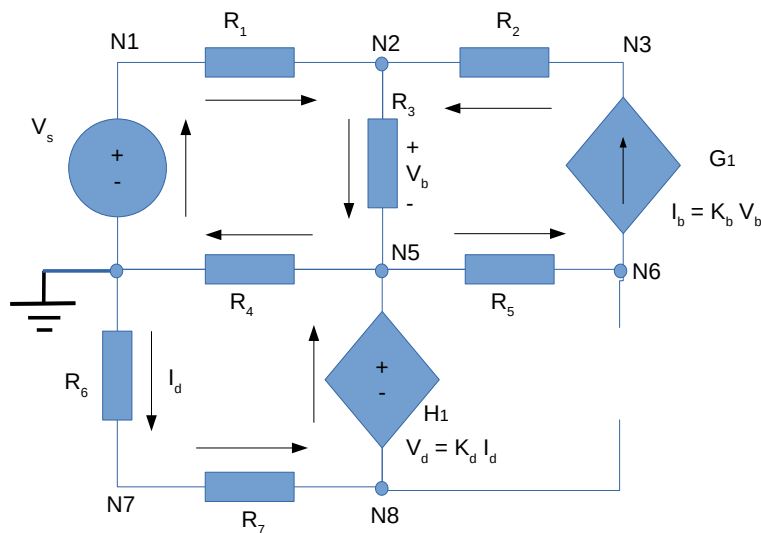 N1
R1
N2
R2
N3
R3
Vs
+
-
+
Vb
-
G1
Ib = Kb Vb
N5
N6
R4
R5
R6
Id
+
-
H1
Vd = Kd Id
N7
R7
N8